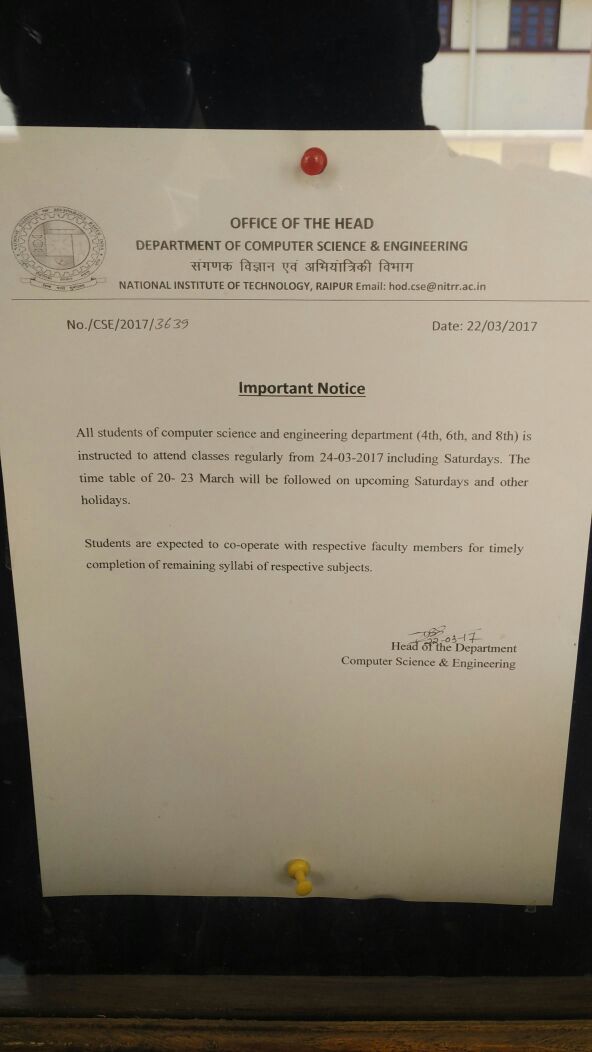 OFFICE OF THE HEAD
DEPARTMENT OF COMPUTER SCIENCE & ENGINEERING
संगणक विज्ञान एवं अभियांत्रिकी विभाग
NATIONAL INSTITUTE OF TECHNOLOGY, RAIPUR Email: hod.cse@nitrr.ac.in
No./CSE/2017/3639
Date: 22/03/2017
Important Notice
All students of computer science and engineering department (4th, 6th, and 8th) is
instructed to attend classes regularly from 24-03-2017 including Saturdays. The
time table of 20- 23 March will be followed on upcoming Saturdays and other
holidays.
Students are expected to co-operate with respective faculty members for timely
completion of remaining syllabi of respective subjects.
22-03-17
Head of the Department
Computer Science & Engineering